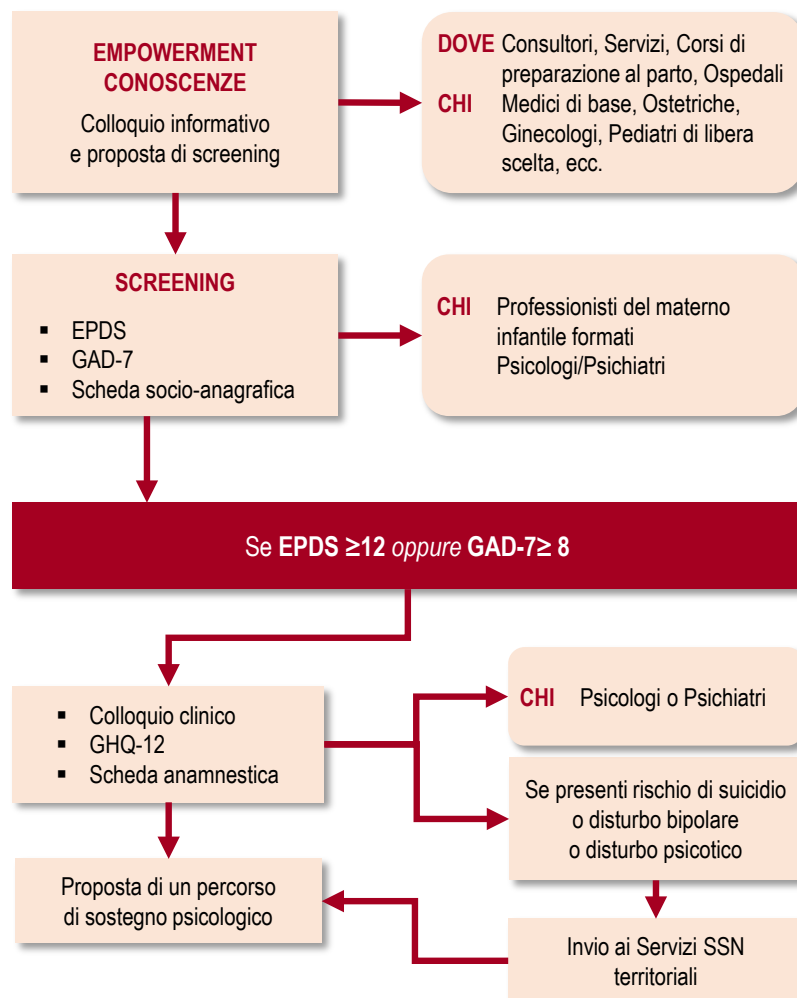 EMPOWERMENT
CONOSCENZE
Colloquio informativo
e proposta di screening
DOVE Consultori, Servizi, Corsi di
preparazione al parto, Ospedali
CHI Medici di base, Ostetriche,
Ginecologi, Pediatri di libera
scelta, ecc.
SCREENING
▪ EPDS
▪ GAD-7
▪ Scheda socio-anagrafica
CHI Professionisti del materno
infantile formati
Psicologi/Psichiatri
Se EPDS ≥12 oppure GAD-7≥ 8
▪ Colloquio clinico
▪ GHQ-12
▪ Scheda anamnestica
CHI Psicologi o Psichiatri
Se presenti rischio di suicidio
o disturbo bipolare
o disturbo psicotico
Proposta di un percorso
di sostegno psicologico
Invio ai Servizi SSN
territoriali